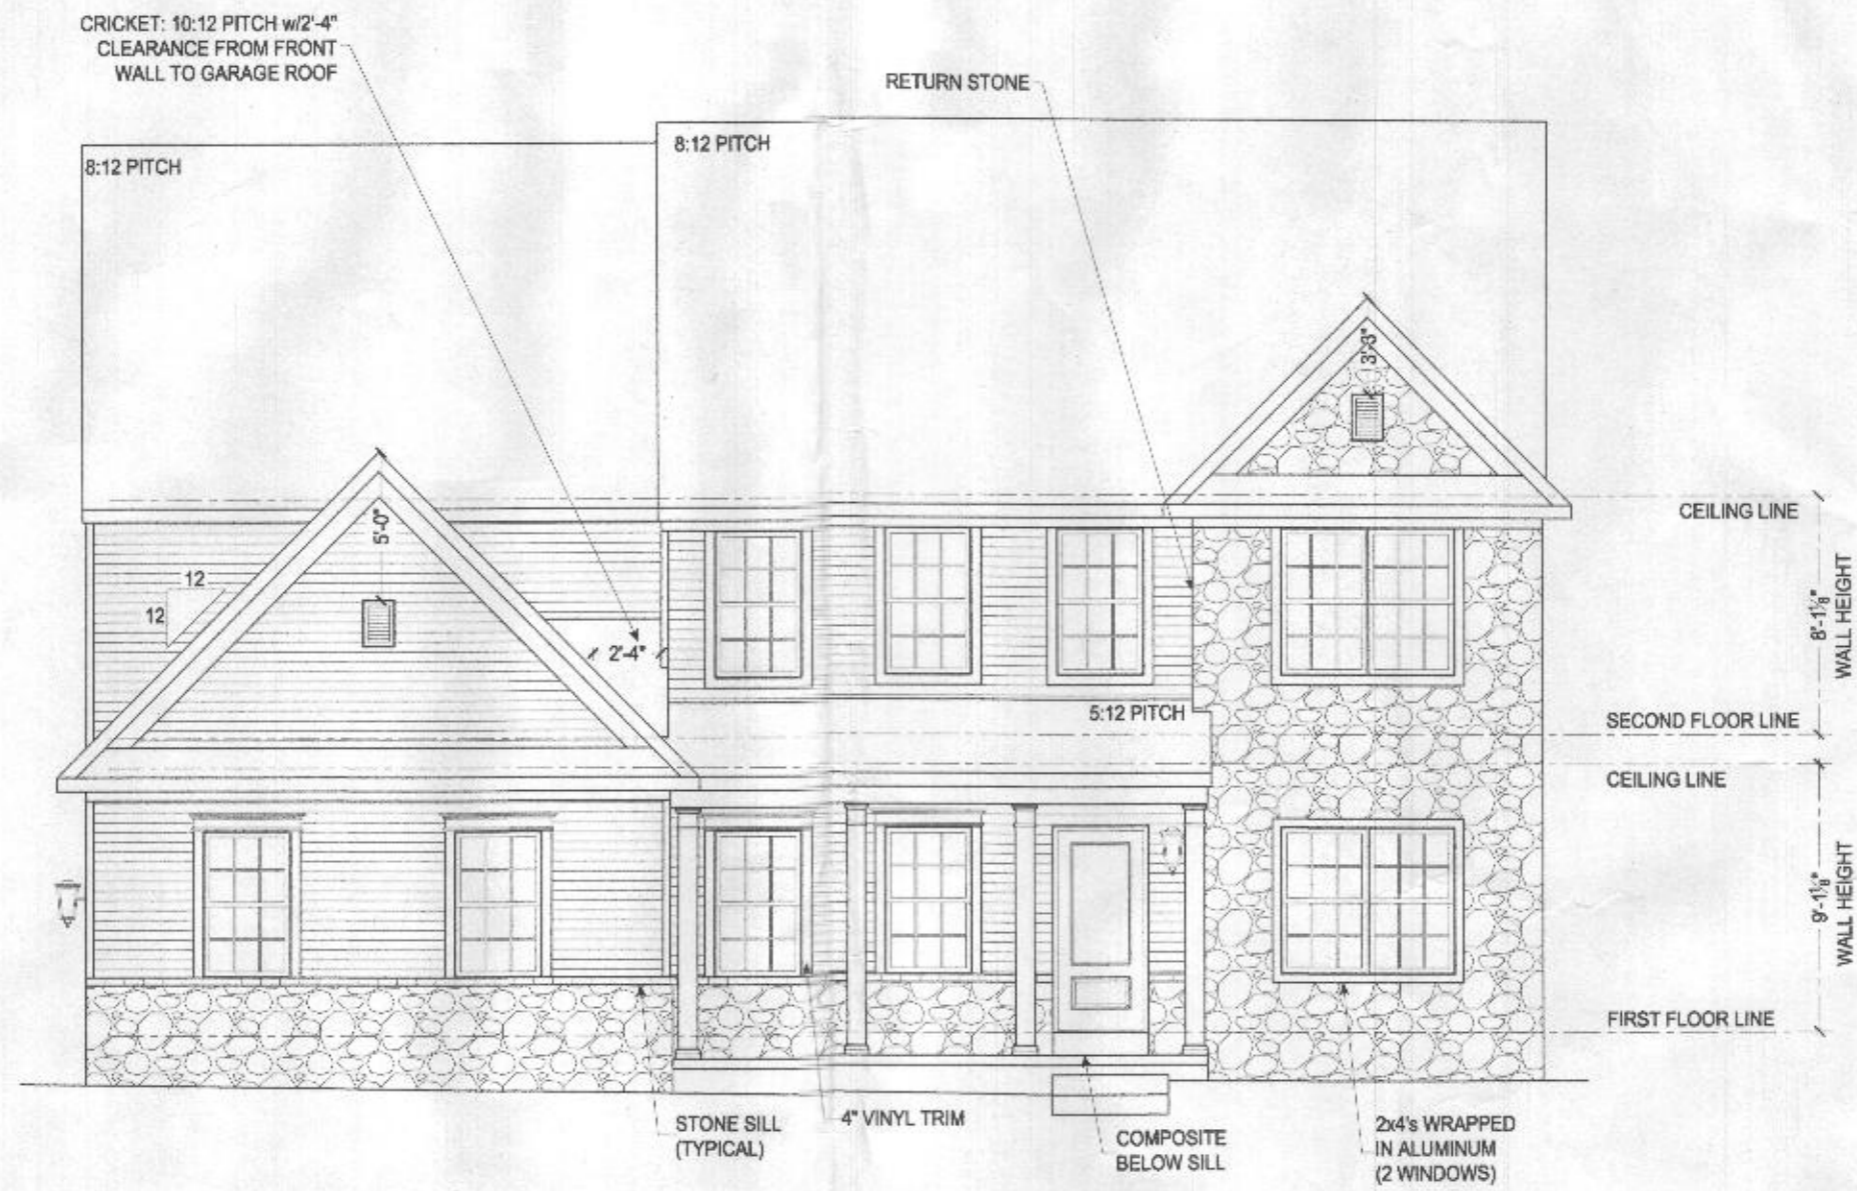 CRICKET: 10:12 PITCH w/2'-4"
CLEARANCE FROM FRONT
WALL TO GARAGE ROOF
RETURN STONE
8:12 PITCH
8:12 PITCH
3'-3"
5'-0"
12
12
2'-4"
5:12 PITCH
CEILING LINE
8'-1⅛"
WALL HEIGHT
SECOND FLOOR LINE
CEILING LINE
9'-1⅛"
WALL HEIGHT
FIRST FLOOR LINE
STONE SILL
(TYPICAL)
4" VINYL TRIM
COMPOSITE
BELOW SILL
2x4's WRAPPED
IN ALUMINUM
(2 WINDOWS)